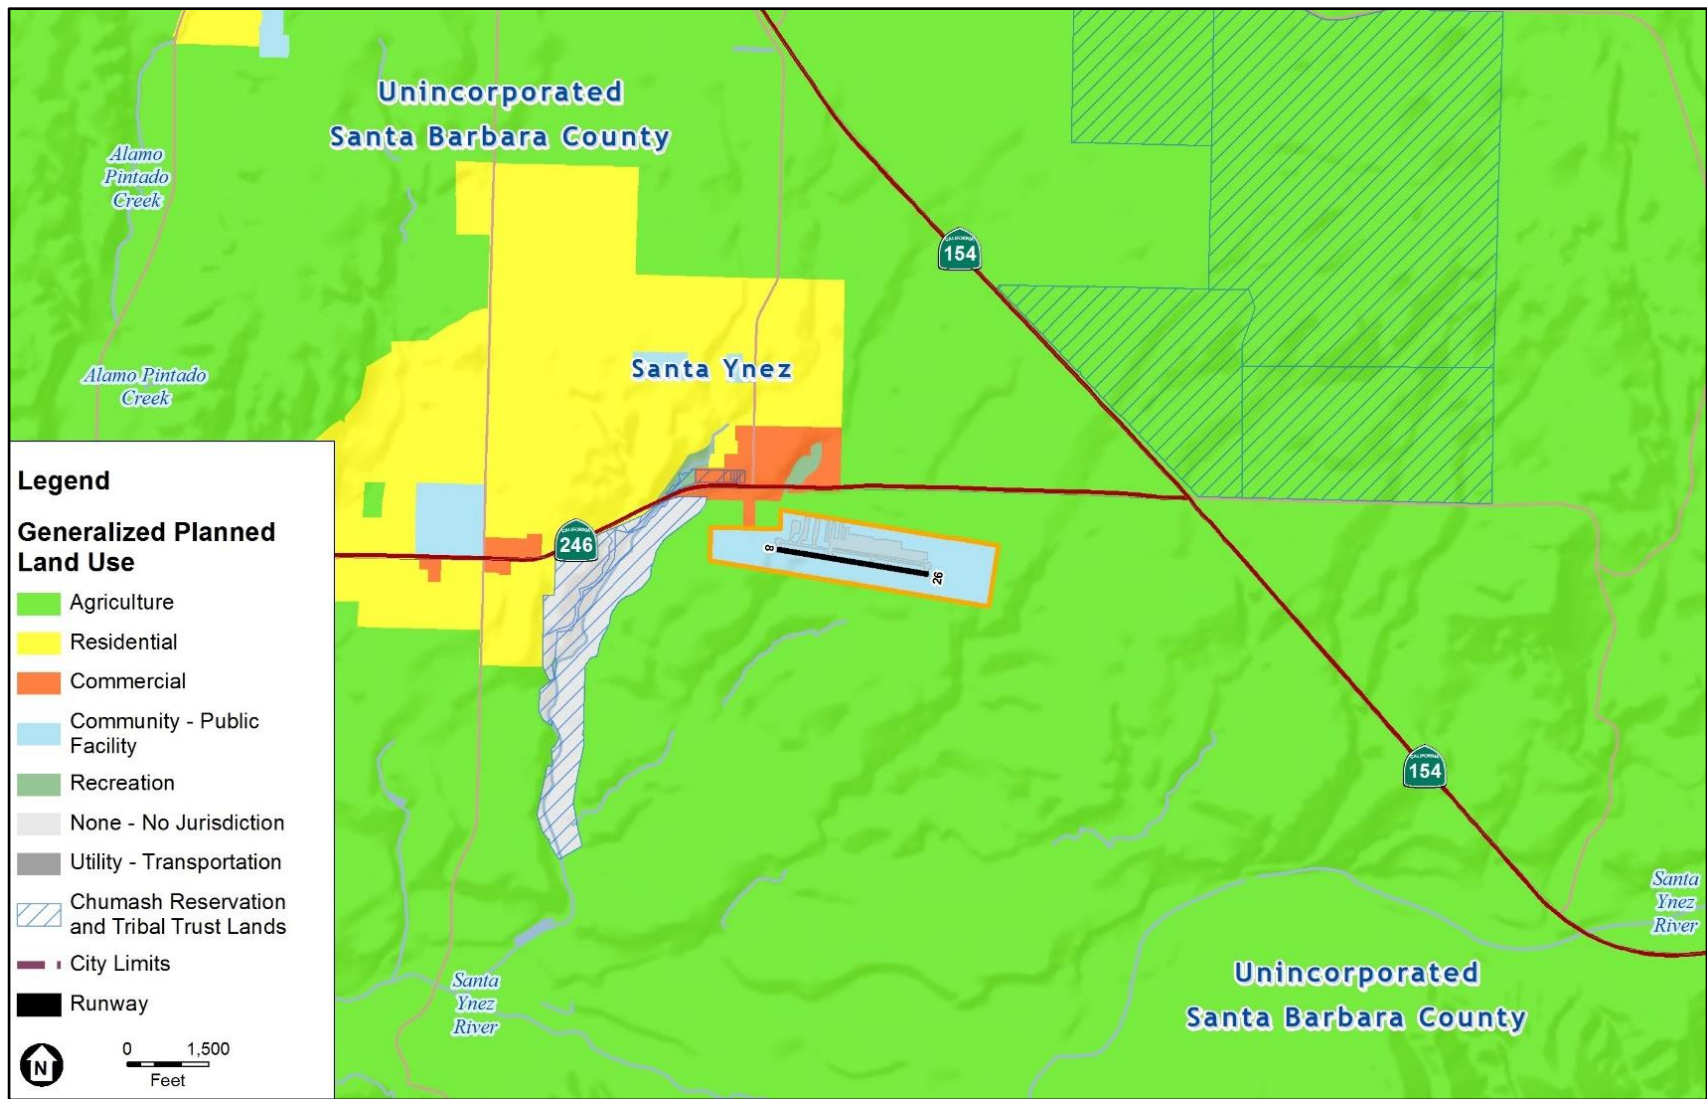 Unincorporated
Santa Barbara County
Alamo
Pintado
Creek
CALIFORNIA
154
Santa Ynez
Alamo Pintado
Creek
CALIFORNIA
246
8
26
CALIFORNIA
154
Santa
Ynez
River
Unincorporated
Santa Barbara County
Santa
Ynez
River
Legend
Generalized Planned
Land Use
Agriculture
Residential
Commercial
Community - Public
Facility
Recreation
None - No Jurisdiction
Utility - Transportation
Chumash Reservation
and Tribal Trust Lands
City Limits
Runway
N
0 1,500
Feet